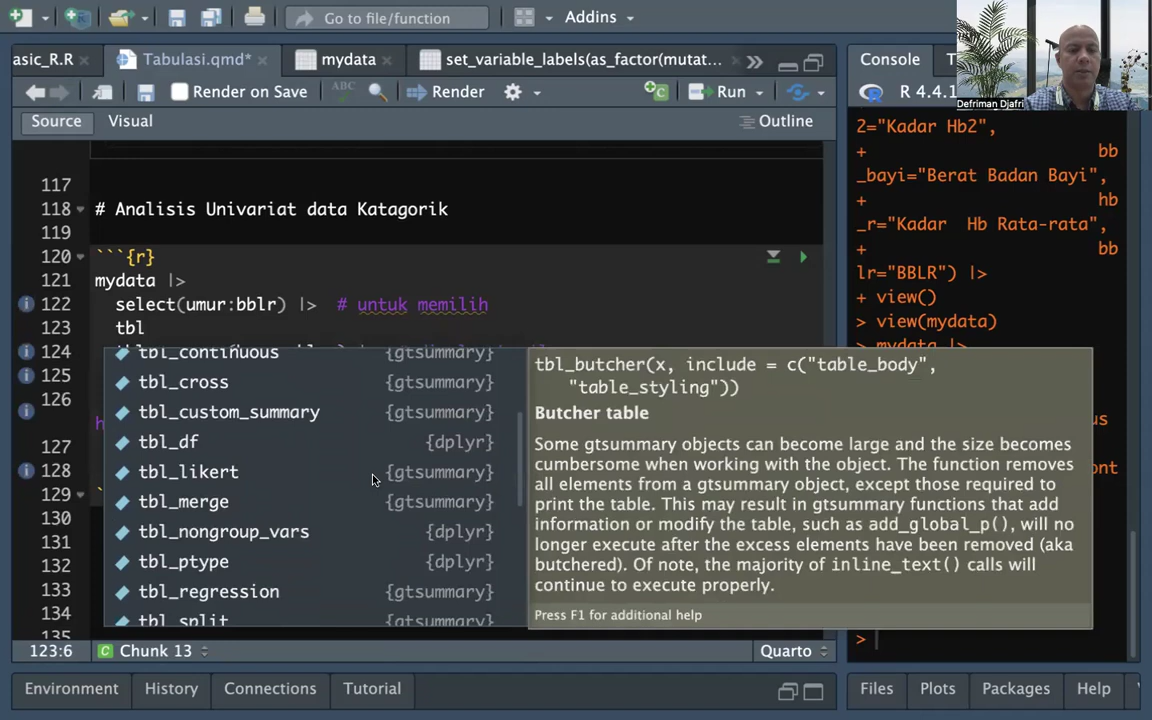 Go to file/function
Addins
asic_R.R
Tabulasi.qmd*
mydata
set_variable_labels(as_factor(mutat...
Console
Render on Save
ABC
Render
Run
R 4.4.1
Defriman Djafri
Source
Visual
Outline
2="Kadar Hb2",
+ bb
_bayi="Berat Badan Bayi",
+ hb
_r="Kadar Hb Rata-rata",
+ bb
lr="BBLR") |>
+ view()
> view(mydata)
> mydata |>
117
118 # Analisis Univariat data Katagorik
119
120 ```{r}
121 mydata |>
122 select(umur:bblr) |> # untuk memilih
123 tbl
124
125
126
127
128
129
130
131
132
133
134
135
tbl_continuous {gtsummary}
tbl_cross {gtsummary}
tbl_custom_summary {gtsummary}
tbl_df {dplyr}
tbl_likert {gtsummary}
tbl_merge {gtsummary}
tbl_nongroup_vars {dplyr}
tbl_ptype {dplyr}
tbl_regression {gtsummary}
tbl_split {gtsummary}
tbl_butcher(x, include = c("table_body",
"table_styling"))
Butcher table
Some gtsummary objects can become large and the size becomes
cumbersome when working with the object. The function removes
all elements from a gtsummary object, except those required to
print the table. This may result in gtsummary functions that add
information or modify the table, such as add_global_p(), will no
longer execute after the excess elements have been removed (aka
butchered). Of note, the majority of inline_text() calls will
continue to execute properly.
Press F1 for additional help
>
123:6
Chunk 13
Quarto
Environment
History
Connections
Tutorial
Files
Plots
Packages
Help